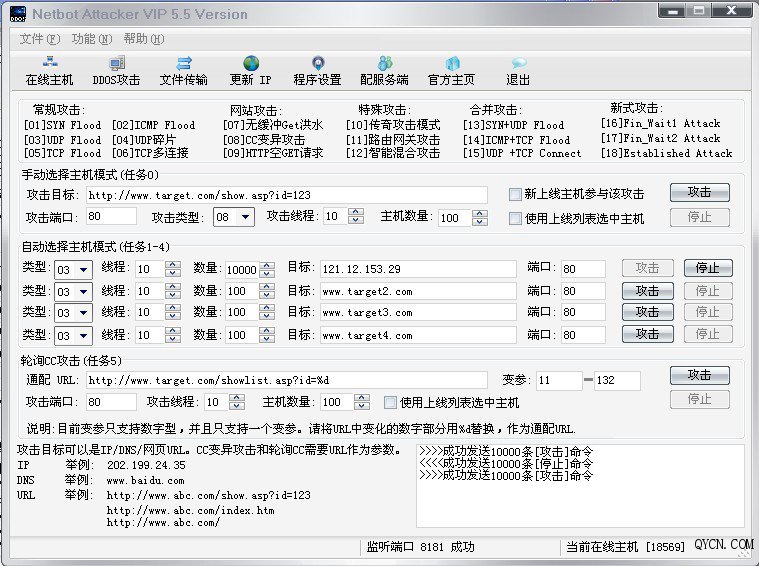 DDOS Netbot Attacker VIP 5.5 Version
文件(F) 功能(N) 帮助(H)
在线主机 DDOS攻击 文件传输 更新 IP 程序设置 配服务端 官方主页 退出
常规攻击: 网站攻击: 特殊攻击: 合并攻击: 新式攻击:
[01]SYN Flood [02]ICMP Flood [07]无缓冲Get洪水 [10]传奇攻击模式 [13]SYN+UDP Flood [16]Fin_Wait1 Attack
[03]UDP Flood [04]UDP碎片 [08]CC变异攻击 [11]路由网关攻击 [14]ICMP+TCP Flood [17]Fin_Wait2 Attack
[05]TCP Flood [06]TCP多连接 [09]HTTP空GET请求 [12]智能混合攻击 [15]UDP +TCP Connect [18]Established Attack
手动选择主机模式(任务0)
攻击目标: http://www.target.com/show.asp?id=123 新上线主机参与该攻击 攻击
攻击端口: 80 攻击类型: 08 攻击线程: 10 主机数量: 100 使用上线列表选中主机 停止
自动选择主机模式(任务1-4)
类型: 03 线程: 10 数量: 10000 目标: 121.12.153.29 端口: 80 攻击 停止
类型: 03 线程: 10 数量: 100 目标: www.target2.com 端口: 80 攻击 停止
类型: 03 线程: 10 数量: 100 目标: www.target3.com 端口: 80 攻击 停止
类型: 03 线程: 10 数量: 100 目标: www.target4.com 端口: 80 攻击 停止
轮询CC攻击(任务5)
通配 URL: http://www.target.com/showlist.asp?id=%d 变参: 11 — 132 攻击
攻击端口: 80 攻击线程: 10 主机数量: 100 使用上线列表选中主机 停止
说明:目前变参只支持数字型，并且只支持一个变参。请将URL中变化的数字部分用%d替换，作为通配URL.
攻击目标可以是IP/DNS/网页URL。CC变异攻击和轮询CC需要URL作为参数。
IP 举例: 202.199.24.35
DNS 举例: www.baidu.com
URL 举例: http://www.abc.com/show.asp?id=123
http://www.abc.com/index.htm
http://www.abc.com/
>>>>成功发送10000条[攻击]命令
<<<<成功发送10000条[停止]命令
>>>>成功发送10000条[攻击]命令
监听端口 8181 成功 当前在线主机 [18569]
QYCN.COM